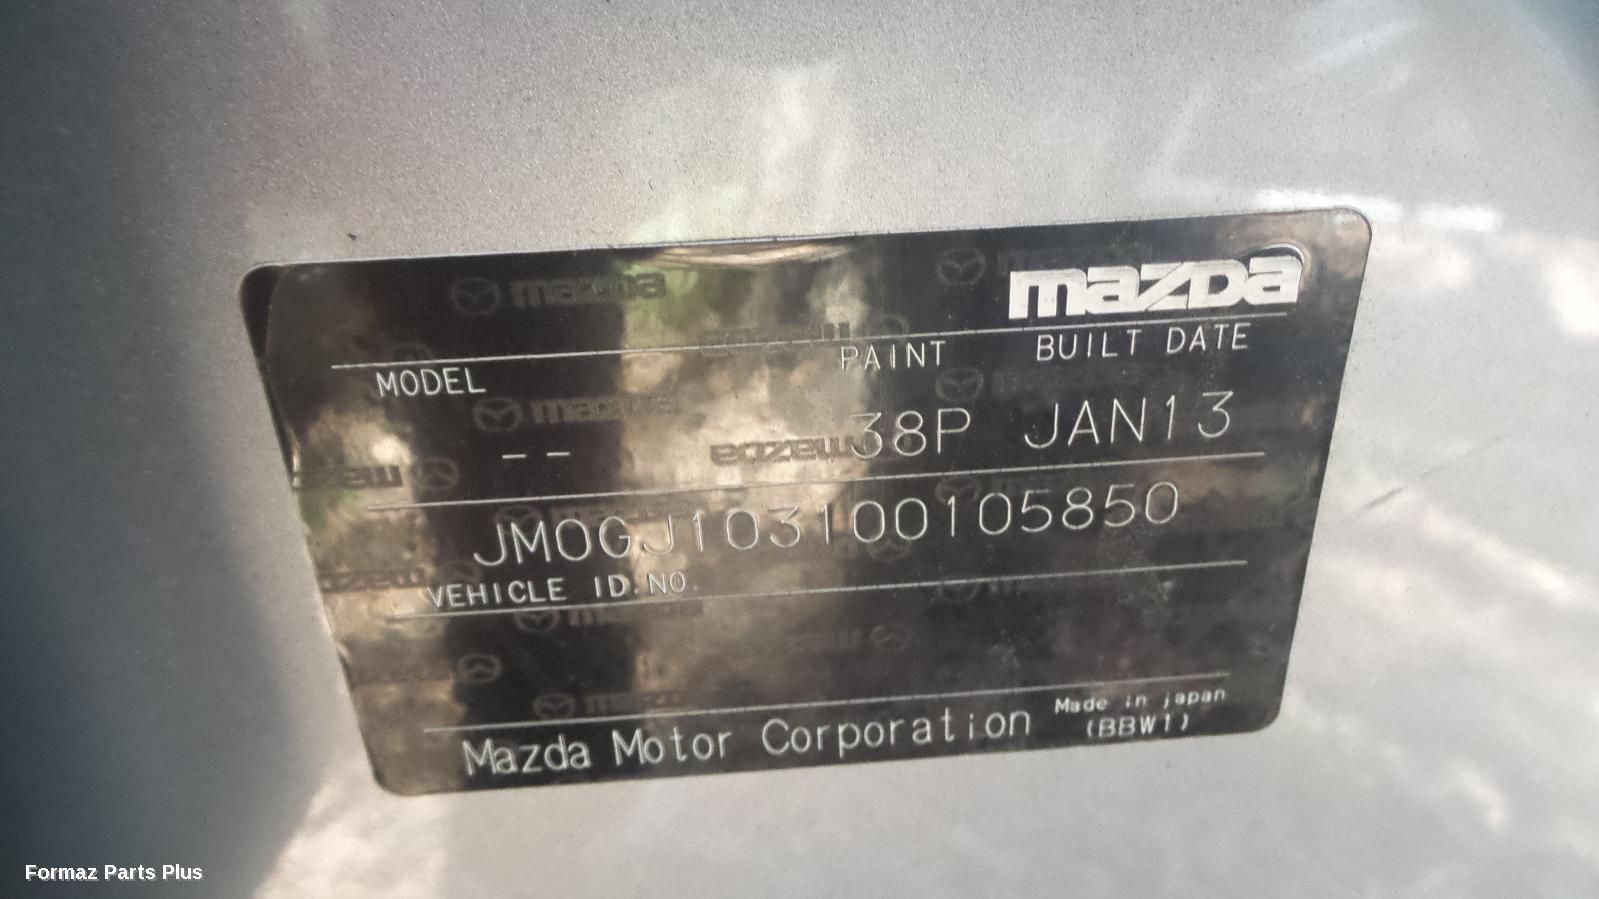 mazda
MODEL PAINT BUILT DATE
-- 38P JAN13
JM0GJ103100105850
VEHICLE ID.NO.
Mazda Motor Corporation Made in japan
(BBW1)
Formaz Parts Plus